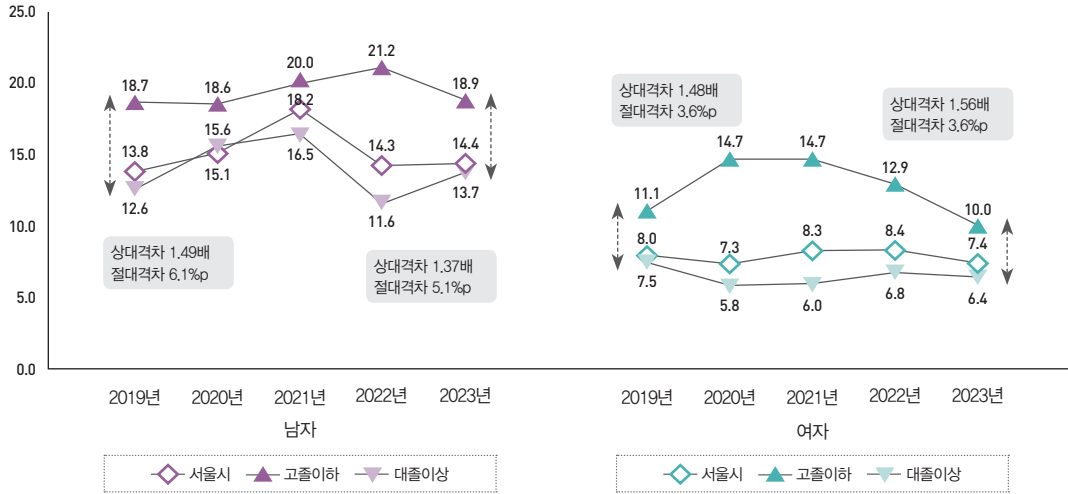 25.0
20.0
15.0
10.0
5.0
0.0
18.7
18.6
20.0
21.2
18.9
13.8
15.1
18.2
14.3
14.4
12.6
15.6
16.5
11.6
13.7
상대격차 1.49배
절대격차 6.1%p
상대격차 1.37배
절대격차 5.1%p
2019년 2020년 2021년 2022년 2023년
남자
서울시 고졸이하 대졸이상
상대격차 1.48배
절대격차 3.6%p
상대격차 1.56배
절대격차 3.6%p
11.1
14.7
14.7
12.9
10.0
8.0
7.3
8.3
8.4
7.4
7.5
5.8
6.0
6.8
6.4
2019년 2020년 2021년 2022년 2023년
여자
서울시 고졸이하 대졸이상